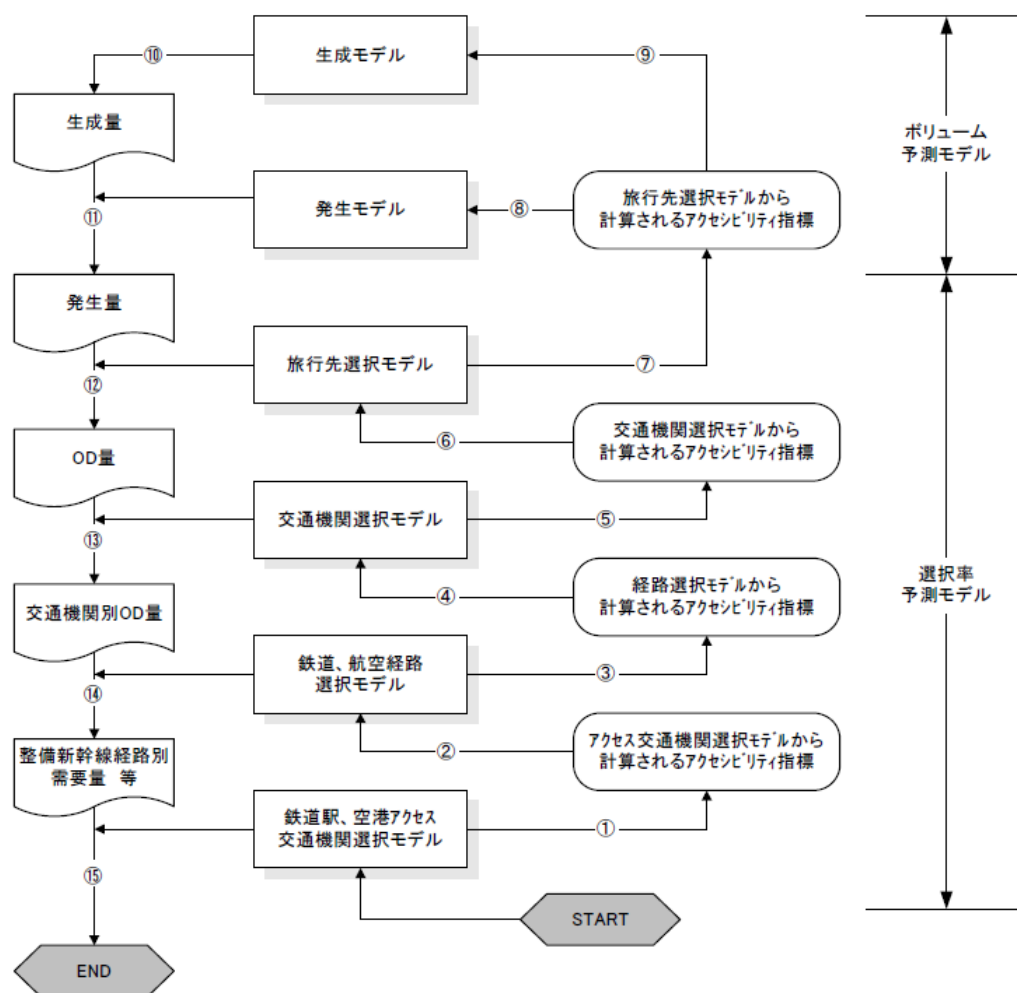 ⑩
生成モデル
⑨
生成量
ボリューム
予測モデル
発生モデル
⑧
旅行先選択ﾓﾃﾞﾙから
計算されるｱｸｾｼﾋﾞﾘﾃｨ指標
⑪
発生量
旅行先選択モデル
⑦
⑫
交通機関選択ﾓﾃﾞﾙから
計算されるｱｸｾｼﾋﾞﾘﾃｨ指標
⑥
OD量
交通機関選択モデル
⑤
⑬
経路選択ﾓﾃﾞﾙから
計算されるｱｸｾｼﾋﾞﾘﾃｨ指標
④
選択率
予測モデル
交通機関別OD量
鉄道、航空経路
選択モデル
③
⑭
ｱｸｾｽ交通機関選択ﾓﾃﾞﾙから
計算されるｱｸｾｼﾋﾞﾘﾃｨ指標
②
整備新幹線経路別
需要量 等
鉄道駅、空港ｱｸｾｽ
交通機関選択モデル
①
⑮
START
END